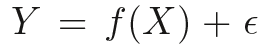 Y = f(X) + ϵ